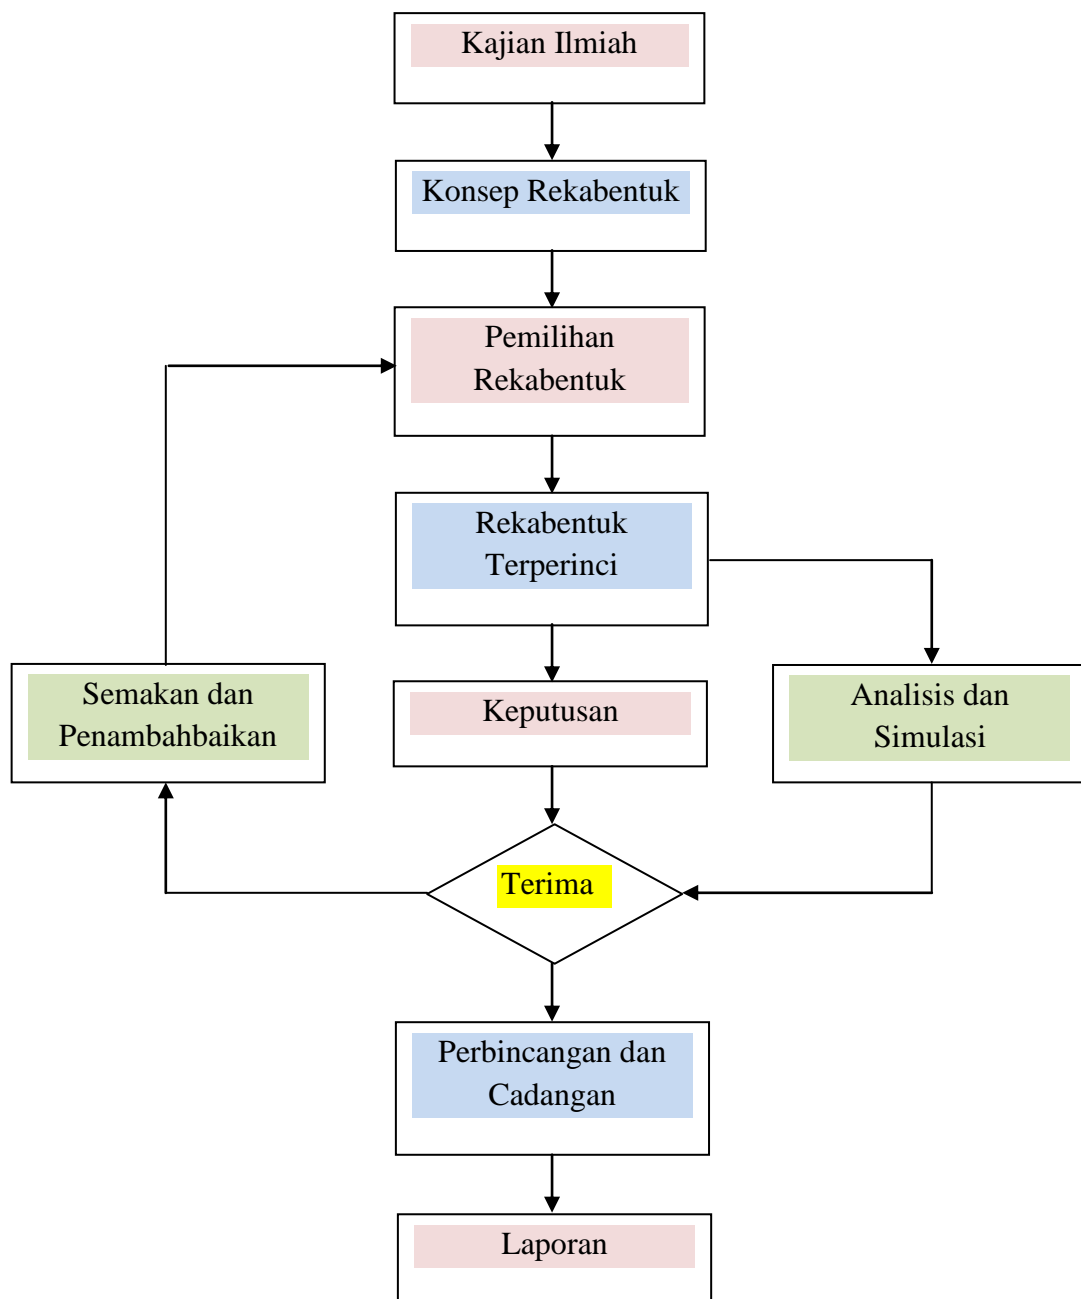 Kajian Ilmiah
Konsep Rekabentuk
Pemilihan
Rekabentuk
Rekabentuk
Terperinci
Semakan dan
Penambahbaikan
Keputusan
Analisis dan
Simulasi
Terima
Perbincangan dan
Cadangan
Laporan